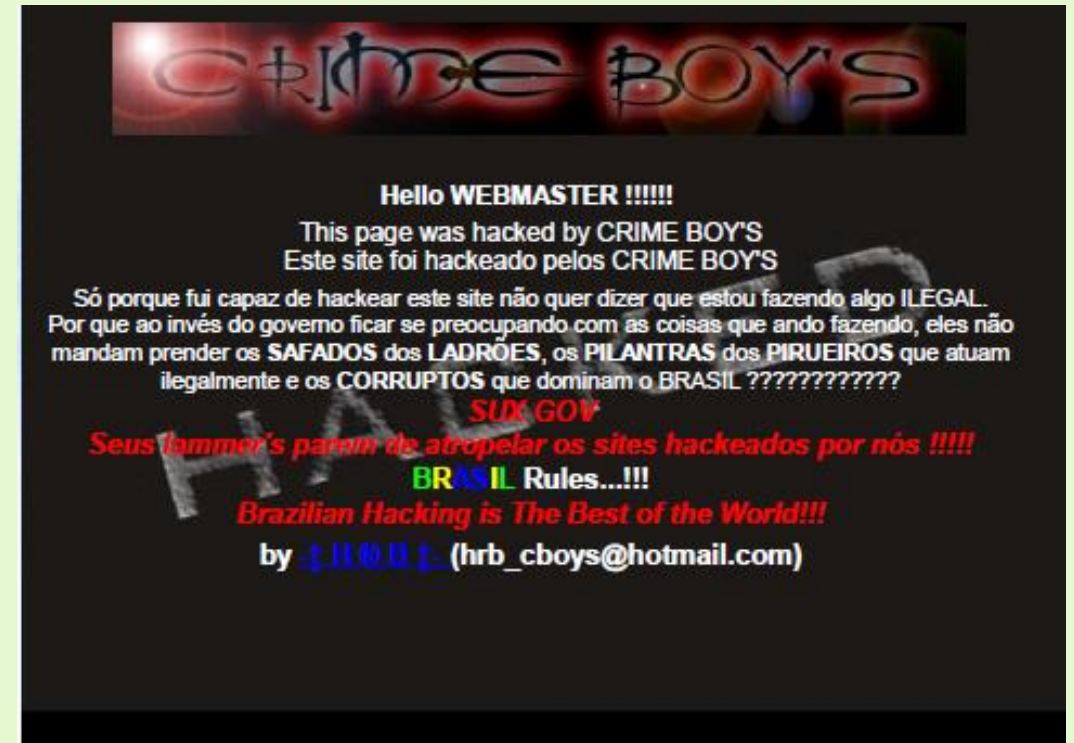 CRIME BOY'S
Hello WEBMASTER !!!!!!
This page was hacked by CRIME BOY'S
Este site foi hackeado pelos CRIME BOY'S
Só porque fui capaz de hackear este site não quer dizer que estou fazendo algo ILEGAL.
Por que ao invés do governo ficar se preocupando com as coisas que ando fazendo, eles não
mandam prender os SAFADOS dos LADRÕES, os PILANTRAS dos PIRUEIROS que atuam
ilegalmente e os CORRUPTOS que dominam o BRASIL ????????????
SUX GOV
Seus lammer's parem de atropelar os sites hackeados por nós !!!!!
BRASIL Rules...!!!
Brazilian Hacking is The Best of the World!!!
by (hrb_cboys@hotmail.com)